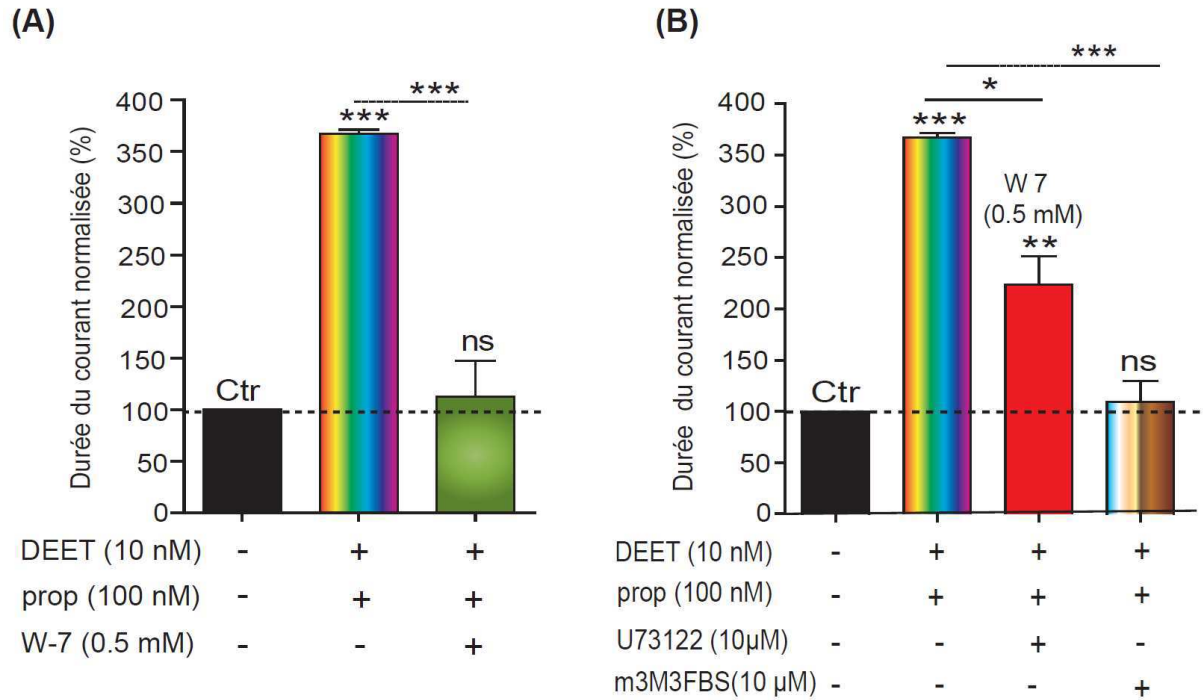 (A)
Durée du courant normalisée (%)
400
350
300
250
200
150
100
50
0
***
***
Ctr
ns
DEET (10 nM) - + +
prop (100 nM) - + +
W-7 (0.5 mM) - - +
(B)
Durée du courant normalisée (%)
400
350
300
250
200
150
100
50
0
***
*
***
W 7
(0.5 mM)
**
Ctr
ns
DEET (10 nM) - + + +
prop (100 nM) - + + +
U73122 (10µM) - - + -
m3M3FBS(10 µM) - - - +